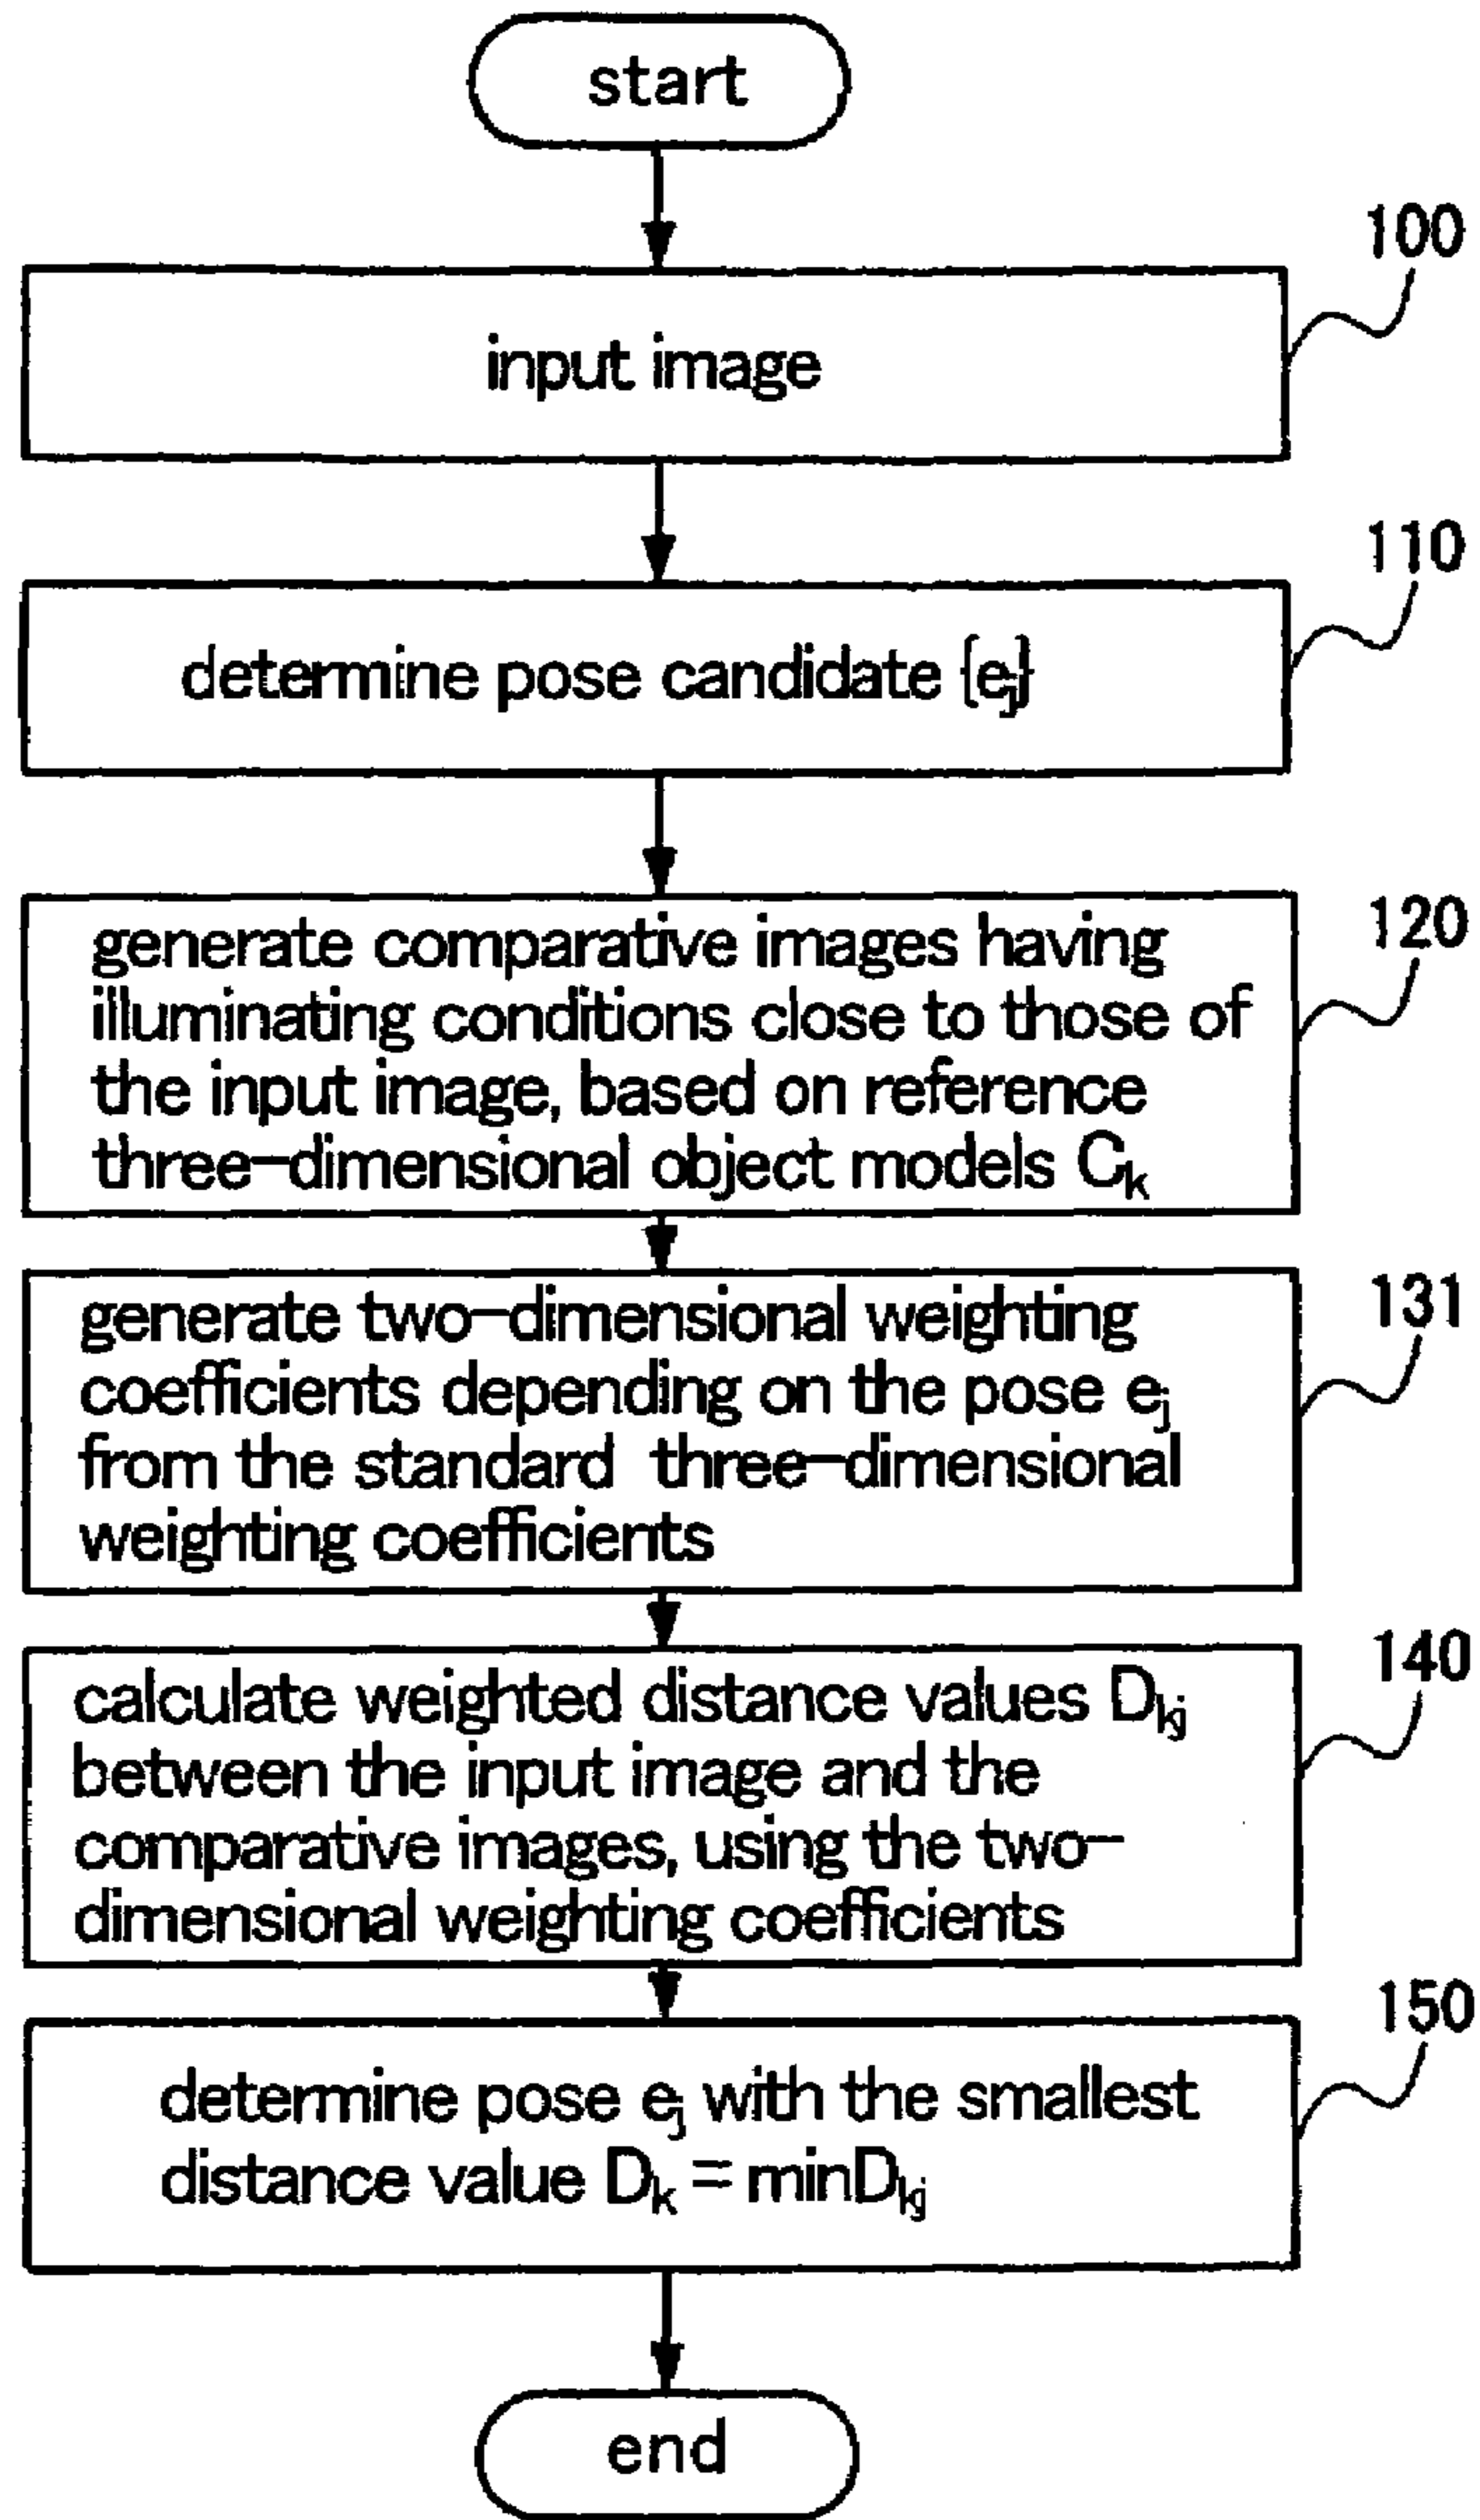 start
100
input image
110
determine pose candidate {ej}
120
generate comparative images having
illuminating conditions close to those of
the input image, based on reference
three-dimensional object models Ck
131
generate two-dimensional weighting
coefficients depending on the pose ej
from the standard three-dimensional
weighting coefficients
140
calculate weighted distance values Dkj
between the input image and the
comparative images, using the two-
dimensional weighting coefficients
150
determine pose ej with the smallest
distance value Dk = minDkj
end